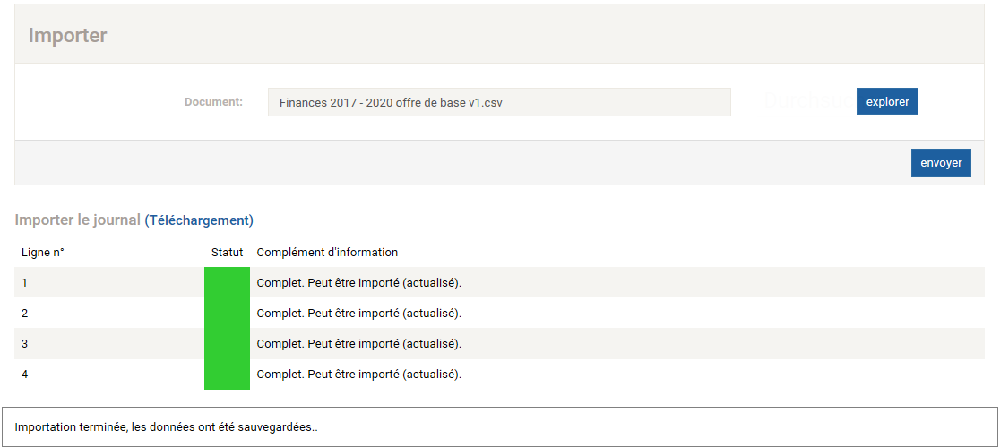 Importer
Document: Finances 2017 - 2020 offre de base v1.csv explorer
envoyer
Importer le journal (Téléchargement)
Ligne n° Statut Complément d'information
1 Complet. Peut être importé (actualisé).
2 Complet. Peut être importé (actualisé).
3 Complet. Peut être importé (actualisé).
4 Complet. Peut être importé (actualisé).
Importation terminée, les données ont été sauvegardées..